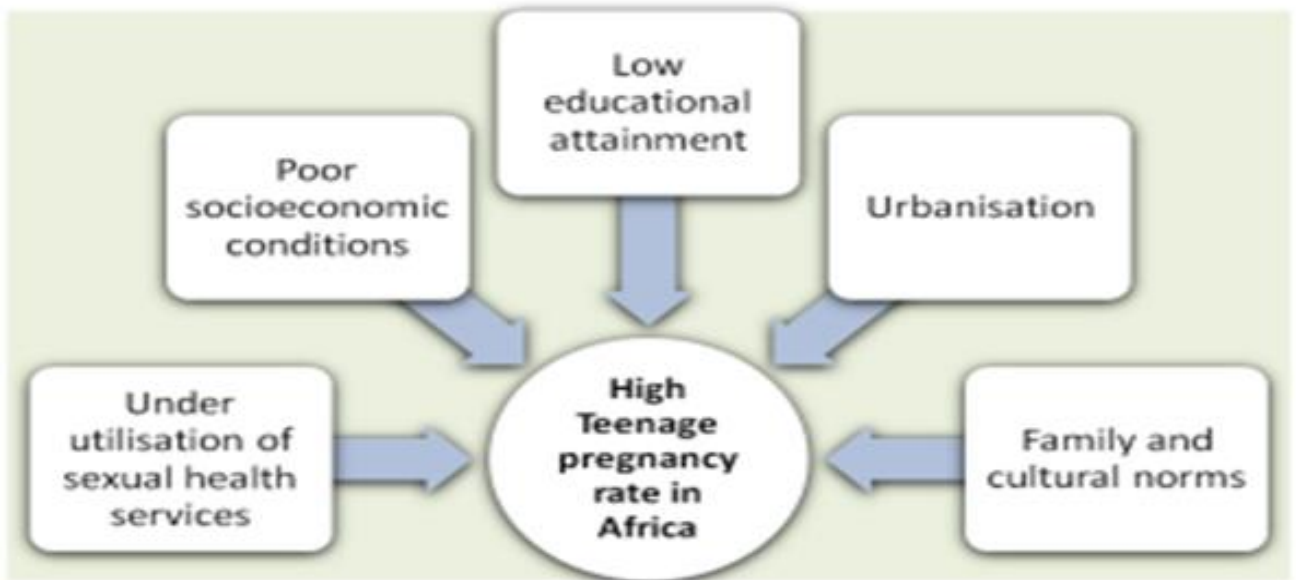 Low
educational
attainment
Poor
socioeconomic
conditions
Urbanisation
Under
utilisation of
sexual health
services
High
Teenage
pregnancy
rate in
Africa
Family and
cultural norms